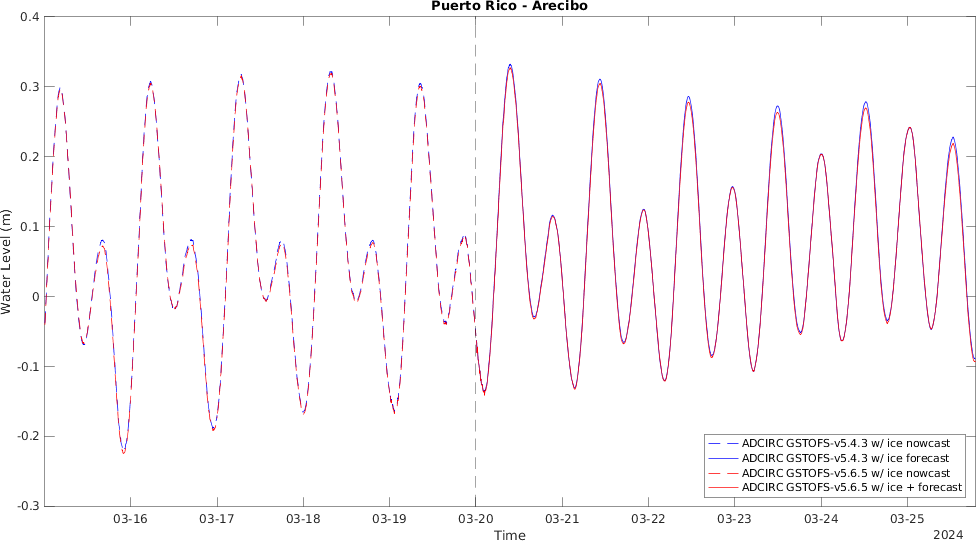 Puerto Rico - Arecibo
0.4
0.3
0.2
0.1
0
-0.1
-0.2
-0.3
Water Level (m)
ADCIRC GSTOFS-v5.4.3 w/ ice nowcast
ADCIRC GSTOFS-v5.4.3 w/ ice forecast
ADCIRC GSTOFS-v5.6.5 w/ ice nowcast
ADCIRC GSTOFS-v5.6.5 w/ ice + forecast
03-16 03-17 03-18 03-19 03-20 03-21 03-22 03-23 03-24 03-25
Time
2024